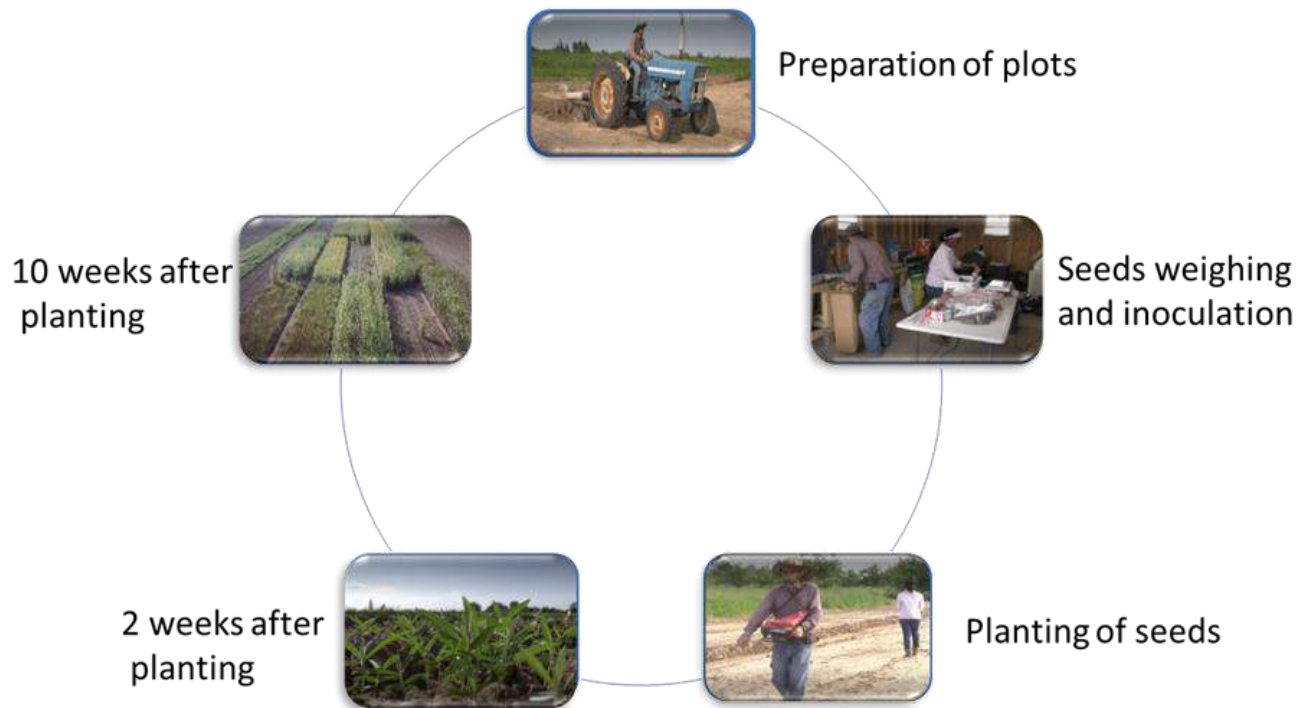 Preparation of plots
Seeds weighing
and inoculation
Planting of seeds
2 weeks after
planting
10 weeks after
planting